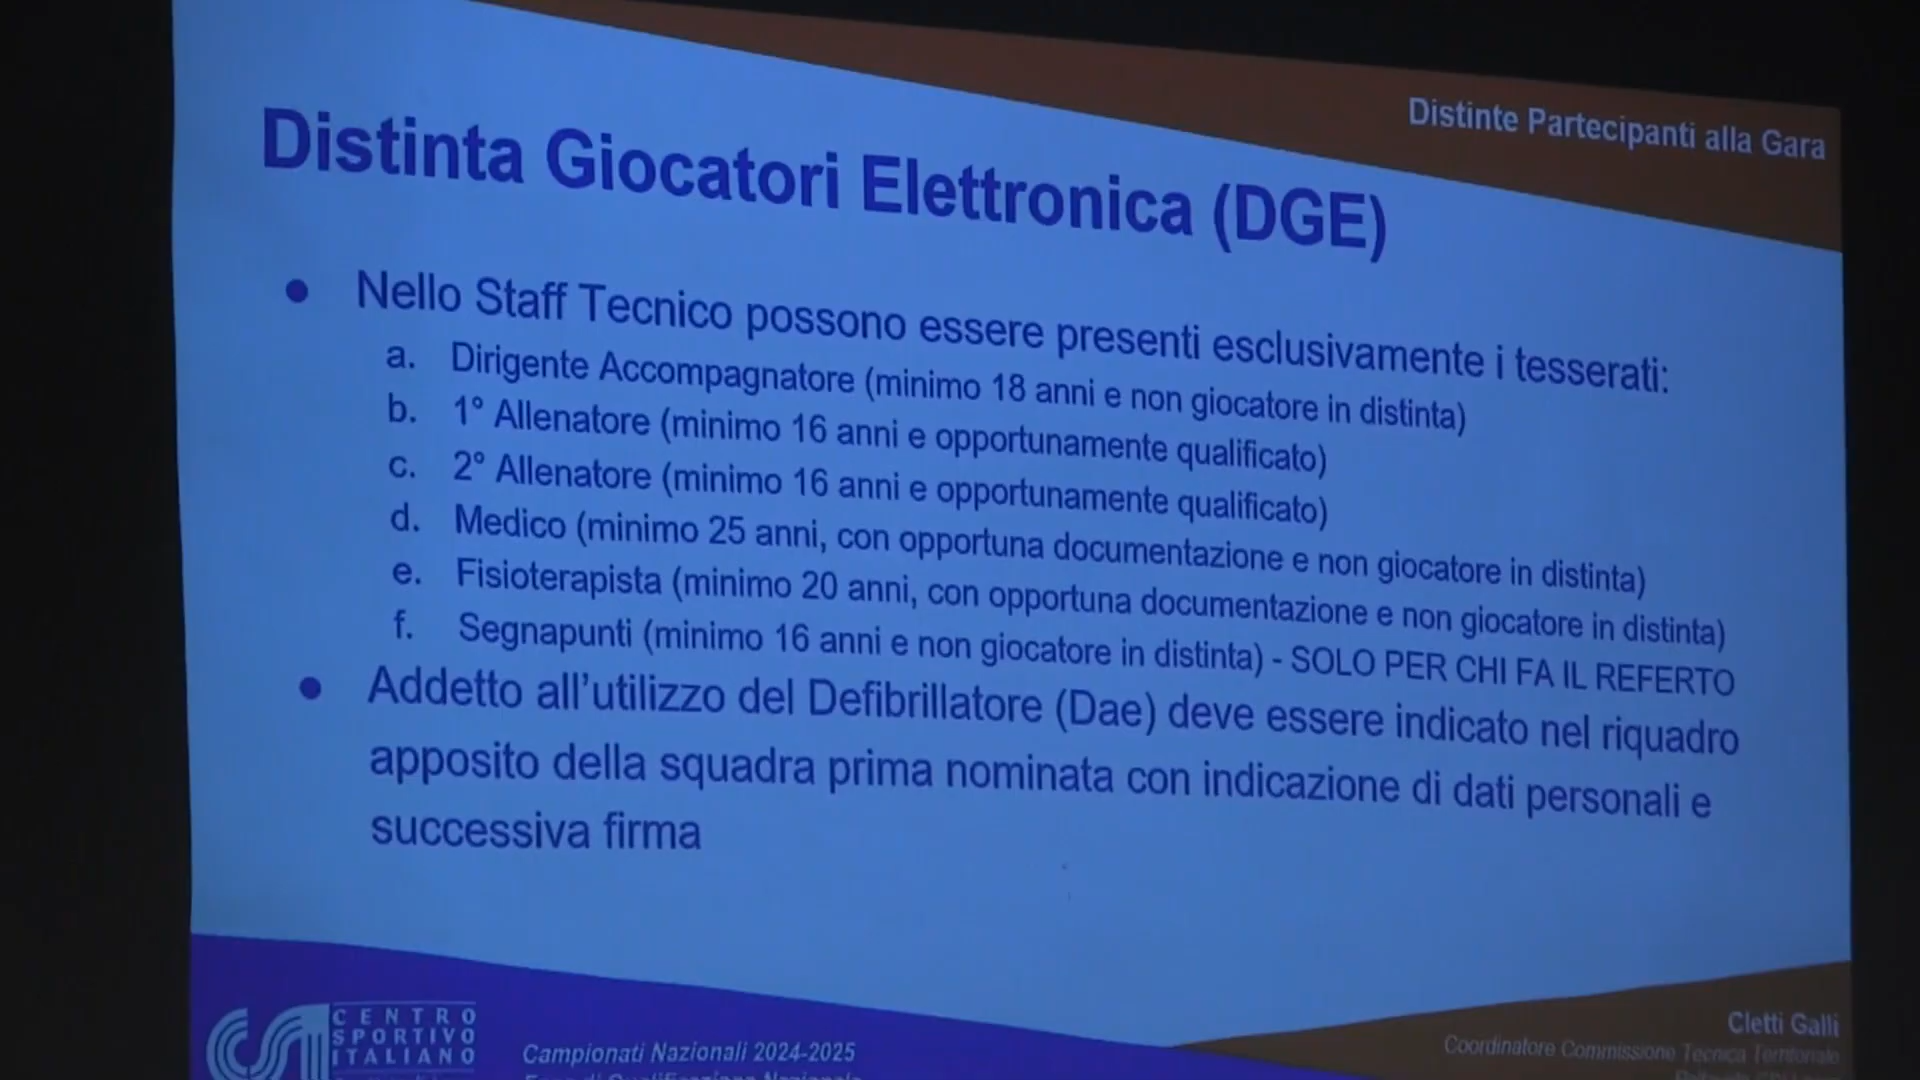 Distinte Partecipanti alla Gara
Distinta Giocatori Elettronica (DGE)
● Nello Staff Tecnico possono essere presenti esclusivamente i tesserati:
a. Dirigente Accompagnatore (minimo 18 anni e non giocatore in distinta)
b. 1° Allenatore (minimo 16 anni e opportunamente qualificato)
c. 2° Allenatore (minimo 16 anni e opportunamente qualificato)
d. Medico (minimo 25 anni, con opportuna documentazione e non giocatore in distinta)
e. Fisioterapista (minimo 20 anni, con opportuna documentazione e non giocatore in distinta)
f. Segnapunti (minimo 16 anni e non giocatore in distinta) - SOLO PER CHI FA IL REFERTO
● Addetto all'utilizzo del Defibrillatore (Dae) deve essere indicato nel riquadro
apposito della squadra prima nominata con indicazione di dati personali e
successiva firma
CSI
CENTRO
SPORTIVO
ITALIANO
Campionati Nazionali 2024-2025
Cletti Galli
Coordinatore Commissione Tecnica Territoriale